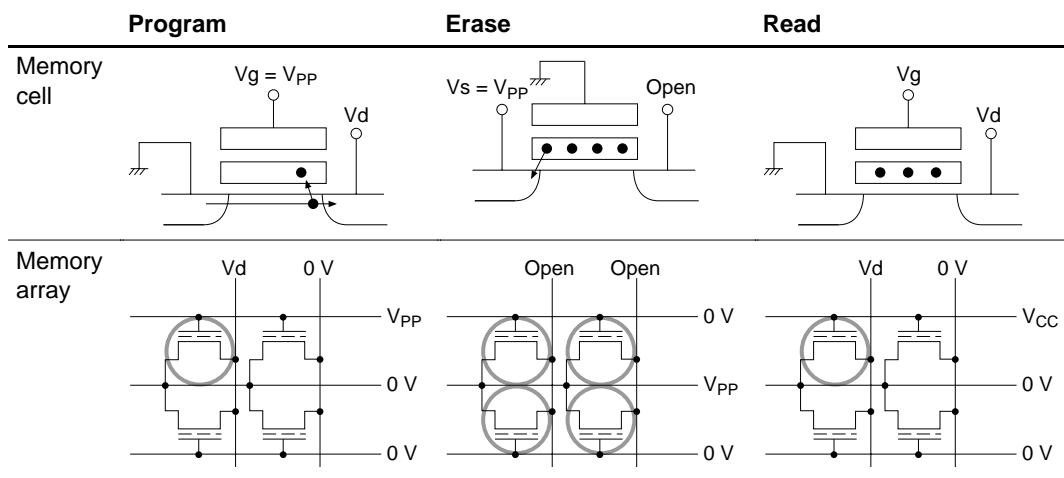 Program Erase Read
Memory
cell
Vg = VPP
Vd
Vs = VPP
Open
Vg
Vd
Memory
array
Vd 0 V
VPP
0 V
0 V
Open Open
0 V
VPP
0 V
Vd 0 V
VCC
0 V
0 V